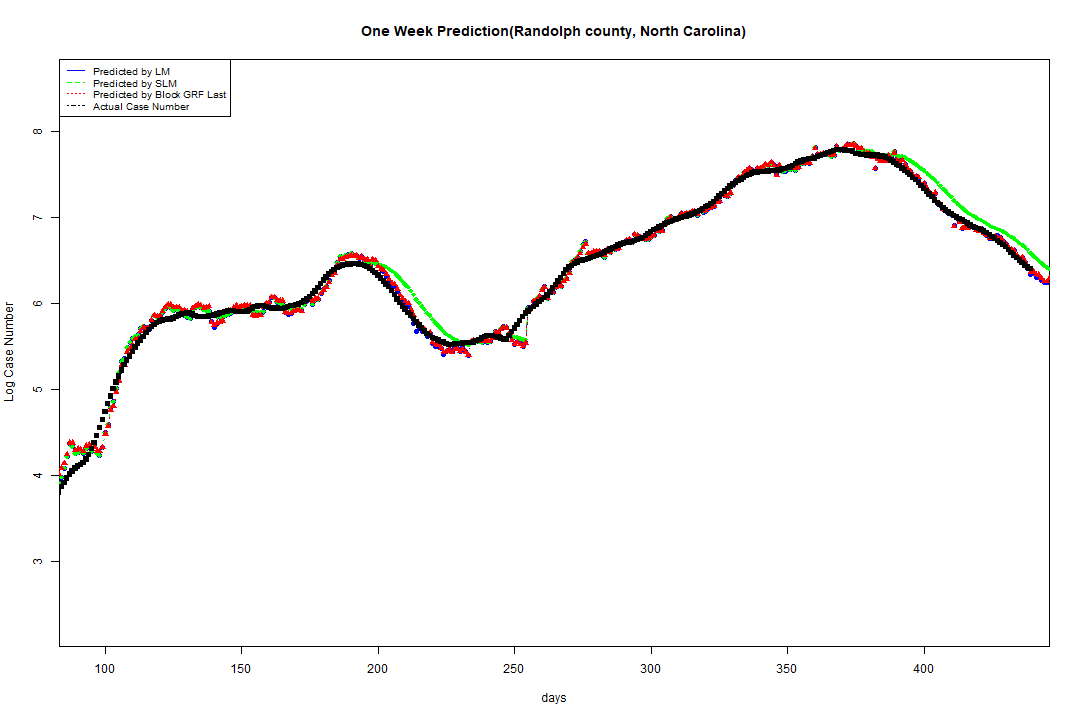 One Week Prediction(Randolph county, North Carolina)
Predicted by LM
Predicted by SLM
Predicted by Block GRF Last
Actual Case Number
8
7
6
5
4
3
Log Case Number
100 150 200 250 300 350 400
days